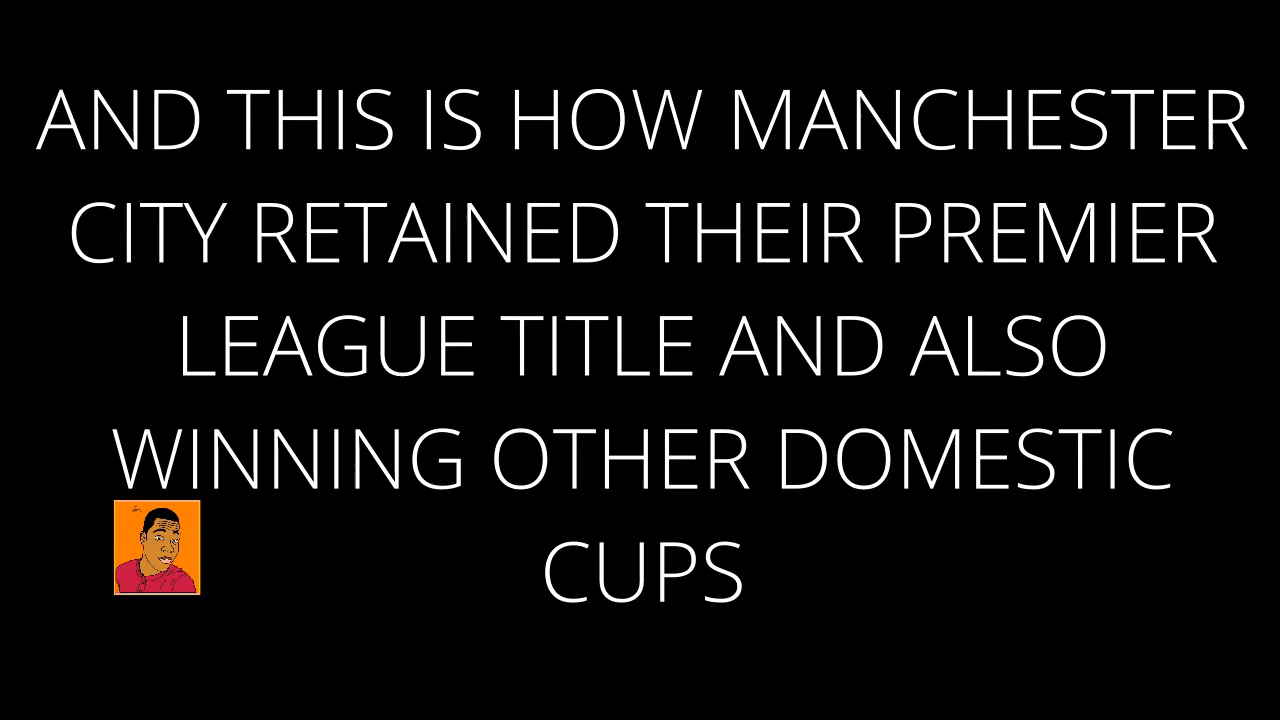 AND THIS IS HOW MANCHESTER
CITY RETAINED THEIR PREMIER
LEAGUE TITLE AND ALSO
WINNING OTHER DOMESTIC
CUPS